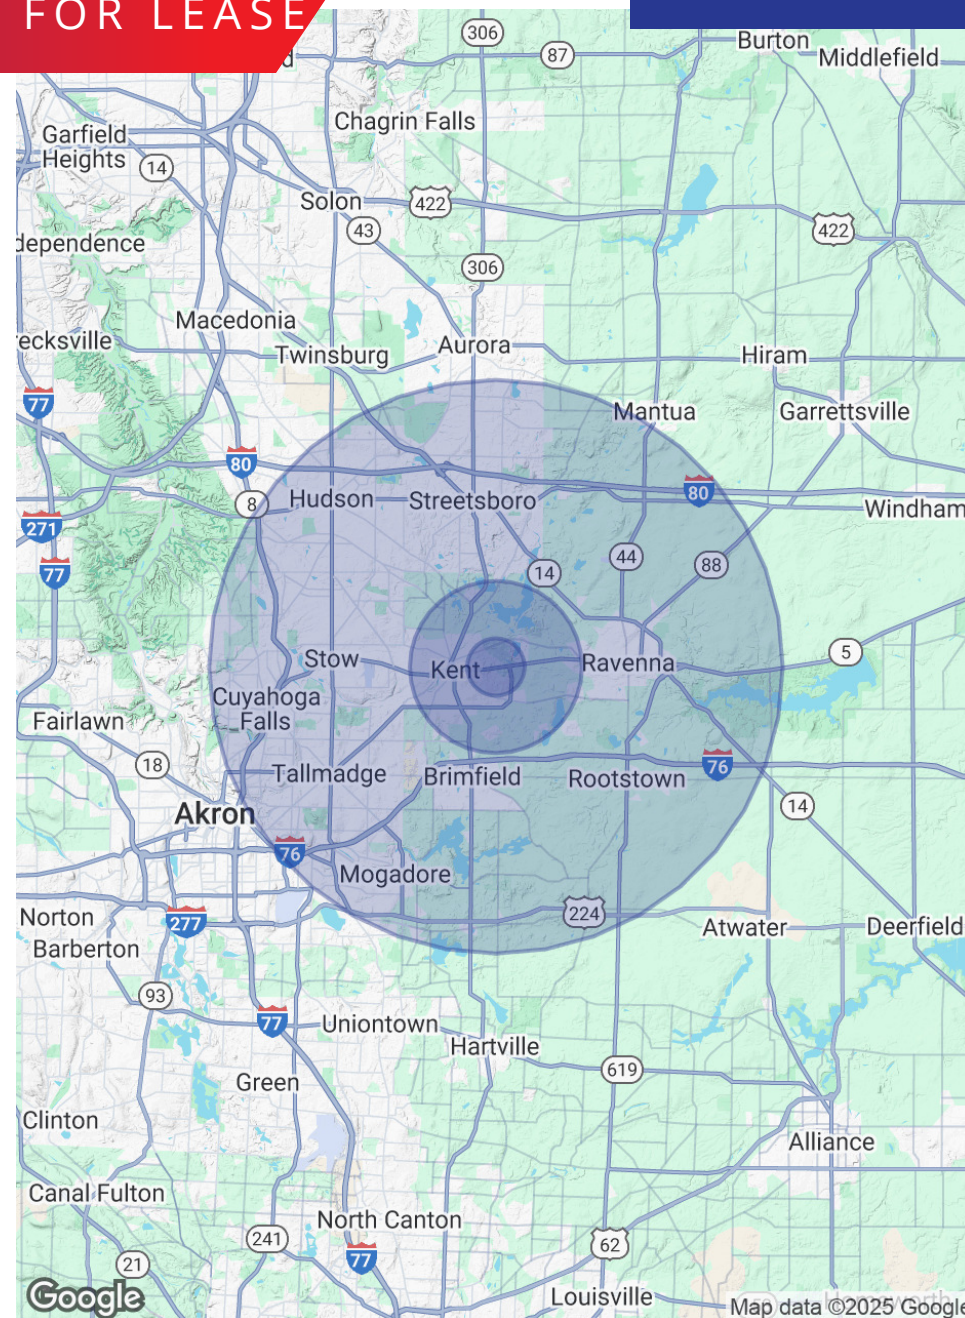 FOR LEASE
306
87
Burton
Middlefield
Chagrin Falls
Garfield
Heights
14
Solon
422
43
422
dependence
306
Macedonia
recksville
Twinsburg
Aurora
Hiram
77
Mantua
Garrettsville
80
80
8
Hudson
Streetsboro
Windham
271
77
14
44
88
Stow
Kent
Ravenna
5
Cuyahoga
Falls
Fairlawn
18
Tallmadge
Brimfield
Rootstown
76
Akron
14
76
Mogadore
Norton
277
224
Atwater
Deerfield
Barberton
93
77
Uniontown
Hartville
619
Green
Clinton
Alliance
Canal Fulton
North Canton
241
77
62
21
Google
Louisville
Map data ©2025 Google